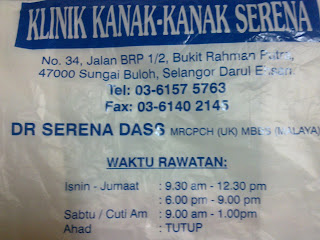 KLINIK KANAK-KANAK SERENA
No. 34, Jalan BRP 1/2, Bukit Rahman Putra,
47000 Sungai Buloh, Selangor Darul Ehsan
Tel: 03-6157 5763
Fax: 03-6140 2145
DR SERENA DASS MRCPCH (UK) MBBS (MALAYA)
WAKTU RAWATAN:
Isnin - Jumaat : 9.30 am - 12.30 pm
: 6.00 pm - 9.00 pm
Sabtu / Cuti Am : 9.00 am - 1.00pm
Ahad : TUTUP